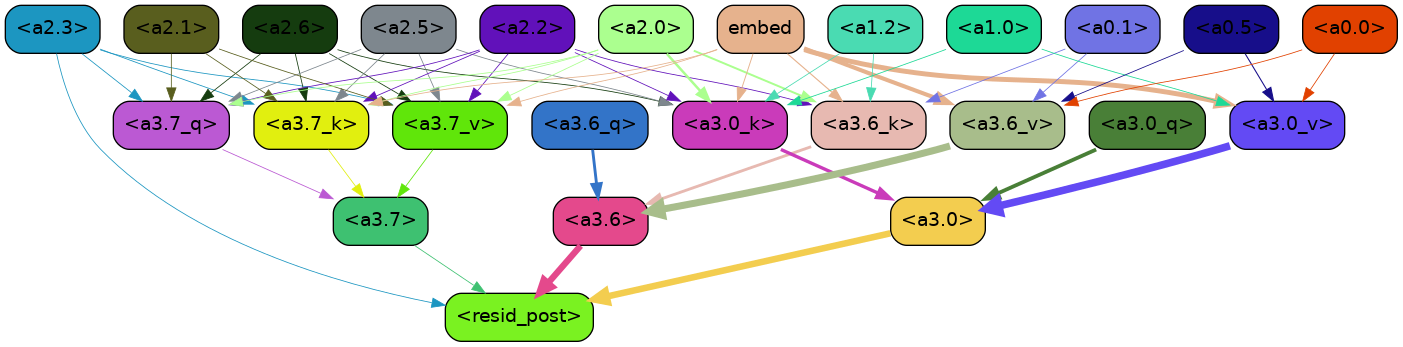 <a2.3> <a2.1> <a2.6> <a2.5> <a2.2> <a2.0> embed <a1.2> <a1.0> <a0.1> <a0.5> <a0.0>
<a3.7_q> <a3.7_k> <a3.7_v> <a3.6_q> <a3.0_k> <a3.6_k> <a3.6_v> <a3.0_q> <a3.0_v>
<a3.7> <a3.6> <a3.0>
<resid_post>